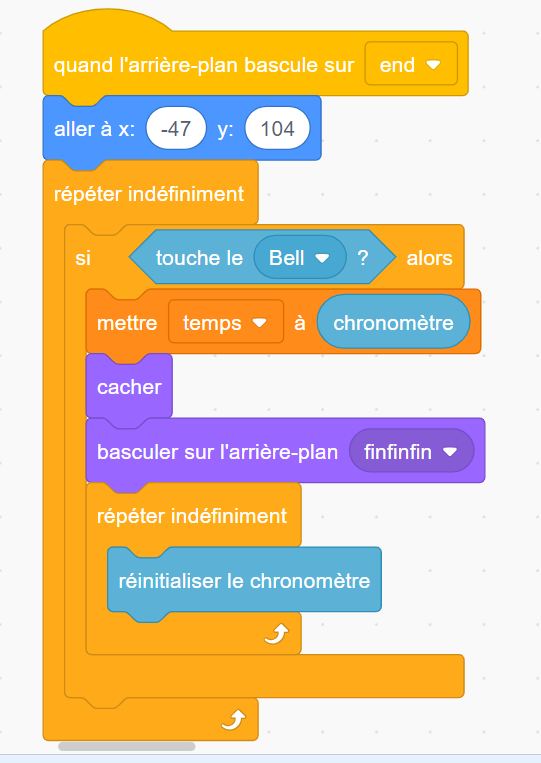 quand l'arrière-plan bascule sur end
aller à x: -47 y: 104
répéter indéfiniment
si touche le Bell ? alors
mettre temps à chronomètre
cacher
basculer sur l'arrière-plan finfinfin
répéter indéfiniment
réinitialiser le chronomètre